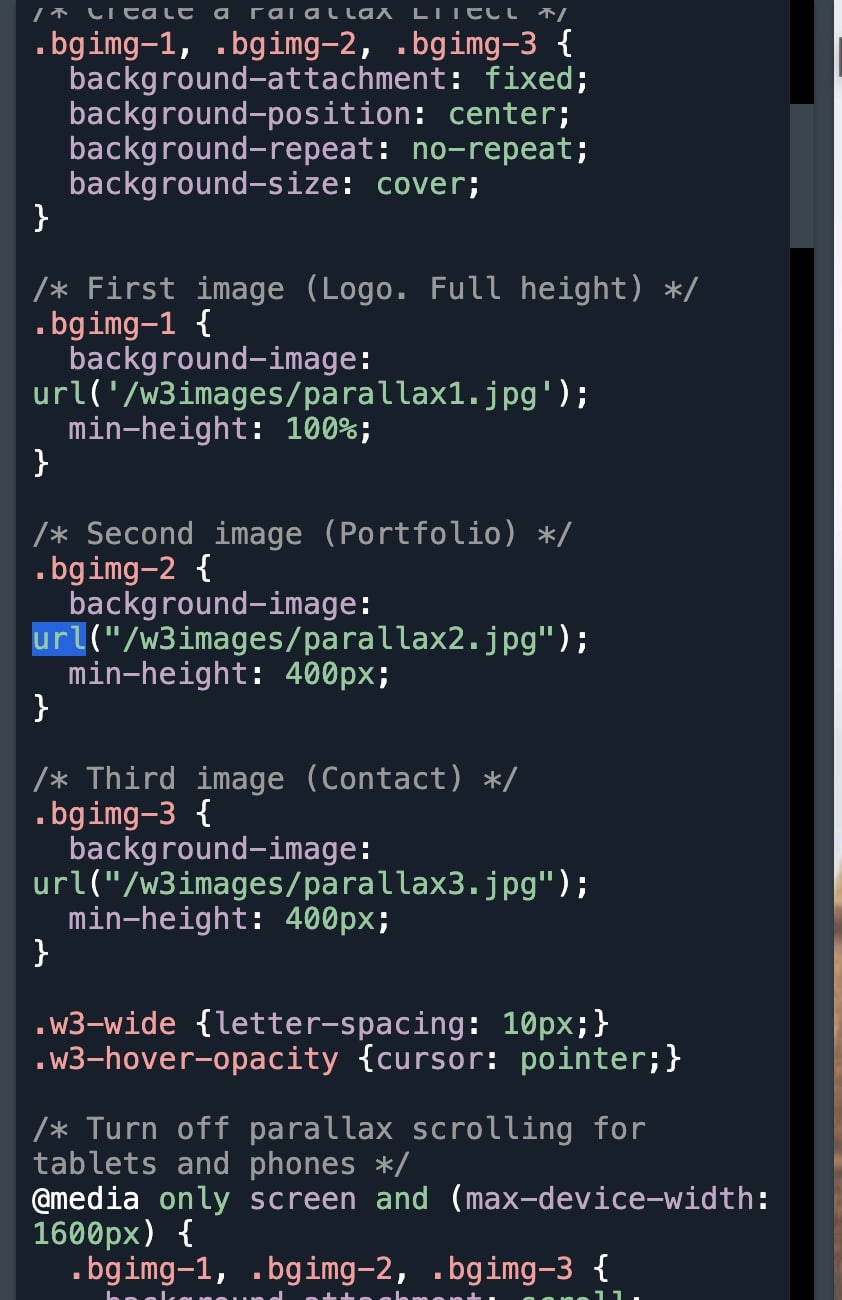 /* Create a Parallax Effect */
.bgimg-1, .bgimg-2, .bgimg-3 {
  background-attachment: fixed;
  background-position: center;
  background-repeat: no-repeat;
  background-size: cover;
}

/* First image (Logo. Full height) */
.bgimg-1 {
  background-image:
url('/w3images/parallax1.jpg');
  min-height: 100%;
}

/* Second image (Portfolio) */
.bgimg-2 {
  background-image:
url("/w3images/parallax2.jpg");
  min-height: 400px;
}

/* Third image (Contact) */
.bgimg-3 {
  background-image:
url("/w3images/parallax3.jpg");
  min-height: 400px;
}

.w3-wide {letter-spacing: 10px;}
.w3-hover-opacity {cursor: pointer;}

/* Turn off parallax scrolling for
tablets and phones */
@media only screen and (max-device-width:
1600px) {
  .bgimg-1, .bgimg-2, .bgimg-3 {
    background-attachment: scroll;